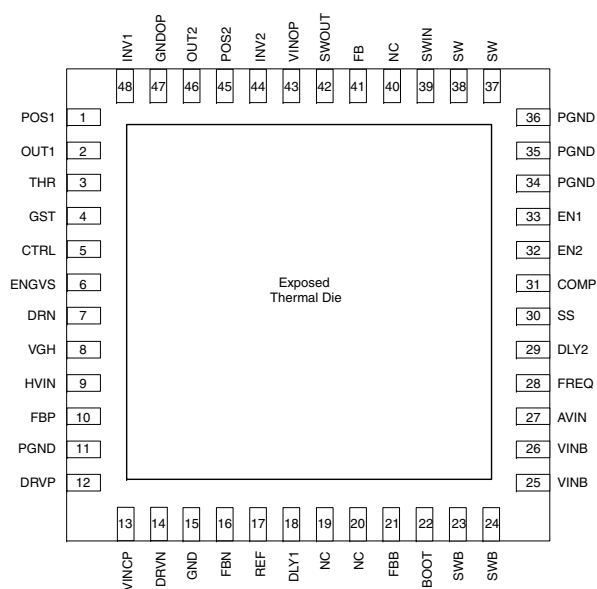 INV1 GNDOP OUT2 POS2 INV2 VINOP SWOUT FB NC SWIN SW SW
48 47 46 45 44 43 42 41 40 39 38 37
POS1 1 36 PGND
OUT1 2 35 PGND
THR 3 34 PGND
GST 4 33 EN1
CTRL 5 32 EN2
ENGVS 6 31 COMP
Exposed
Thermal Die
DRN 7 30 SS
VGH 8 29 DLY2
HVIN 9 28 FREQ
FBP 10 27 AVIN
PGND 11 26 VINB
DRVP 12 25 VINB
13 14 15 16 17 18 19 20 21 22 23 24
VINCP DRVN GND FBN REF DLY1 NC NC FBB BOOT SWB SWB